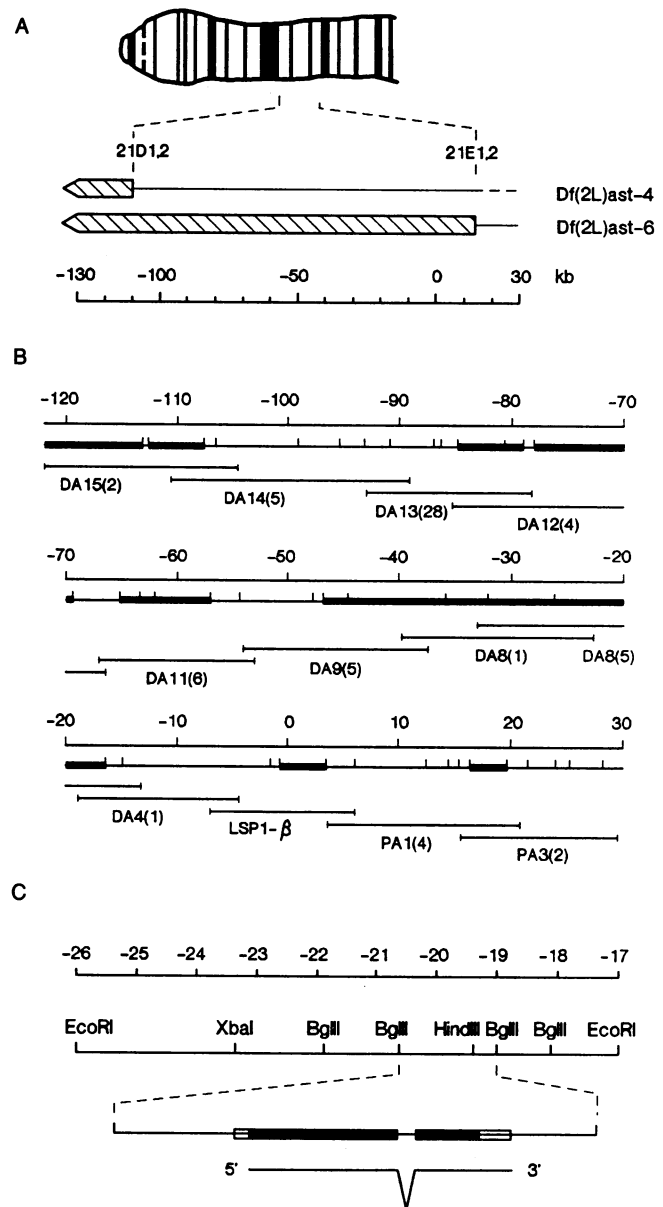 A
21D1,2 21E1,2
Df(2L)ast-4
Df(2L)ast-6
-130 -100 -50 0 30 kb
B
-120 -110 -100 -90 -80 -70
DA15(2) DA14(5) DA13(28) DA12(4)
-70 -60 -50 -40 -30 -20
DA11(6) DA9(5) DA8(1) DA8(5)
-20 -10 0 10 20 30
DA4(1) LSP1-β PA1(4) PA3(2)
C
-26 -25 -24 -23 -22 -21 -20 -19 -18 -17
EcoRI XbaI BglII BglII HindIII BglII BglII EcoRI
5' 3'